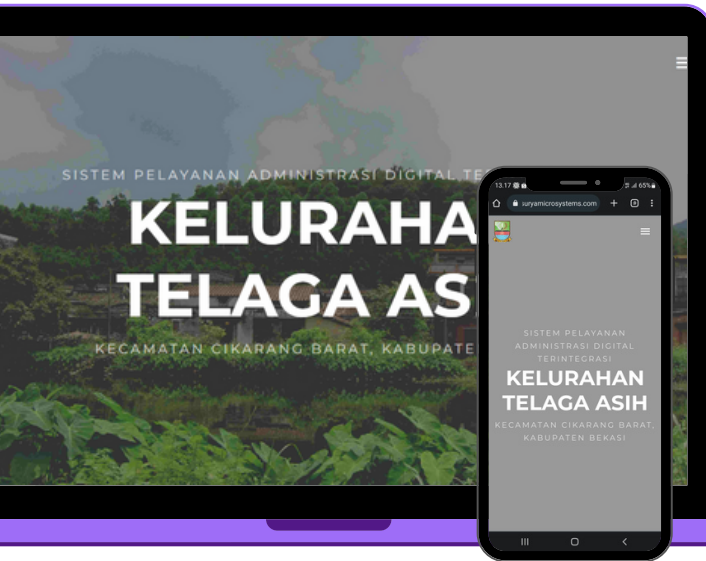 SISTEM PELAYANAN ADMINISTRASI DIGITAL
KELURAHA
TELAGA AS
KECAMATAN CIKARANG BARAT, KABUPATE
13.17
65%
uryamicrosystems.com
SISTEM PELAYANAN
ADMINISTRASI DIGITAL
TERINTEGRASI
KELURAHAN
TELAGA ASIH
KECAMATAN CIKARANG BARAT,
KABUPATEN BEKASI